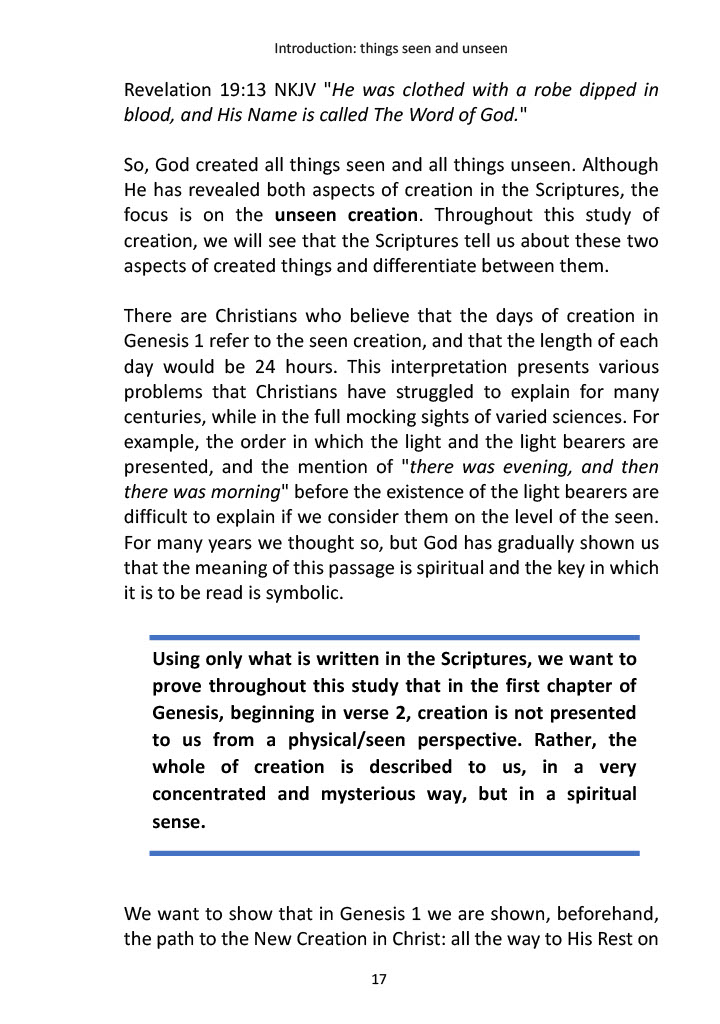 Introduction: things seen and unseen
Revelation 19:13 NKJV "He was clothed with a robe dipped in
blood, and His Name is called The Word of God."
So, God created all things seen and all things unseen. Although
He has revealed both aspects of creation in the Scriptures, the
focus is on the unseen creation. Throughout this study of
creation, we will see that the Scriptures tell us about these two
aspects of created things and differentiate between them.
There are Christians who believe that the days of creation in
Genesis 1 refer to the seen creation, and that the length of each
day would be 24 hours. This interpretation presents various
problems that Christians have struggled to explain for many
centuries, while in the full mocking sights of varied sciences. For
example, the order in which the light and the light bearers are
presented, and the mention of "there was evening, and then
there was morning" before the existence of the light bearers are
difficult to explain if we consider them on the level of the seen.
For many years we thought so, but God has gradually shown us
that the meaning of this passage is spiritual and the key in which
it is to be read is symbolic.
Using only what is written in the Scriptures, we want to
prove throughout this study that in the first chapter of
Genesis, beginning in verse 2, creation is not presented
to us from a physical/seen perspective. Rather, the
whole of creation is described to us, in a very
concentrated and mysterious way, but in a spiritual
sense.
We want to show that in Genesis 1 we are shown, beforehand,
the path to the New Creation in Christ: all the way to His Rest on
17